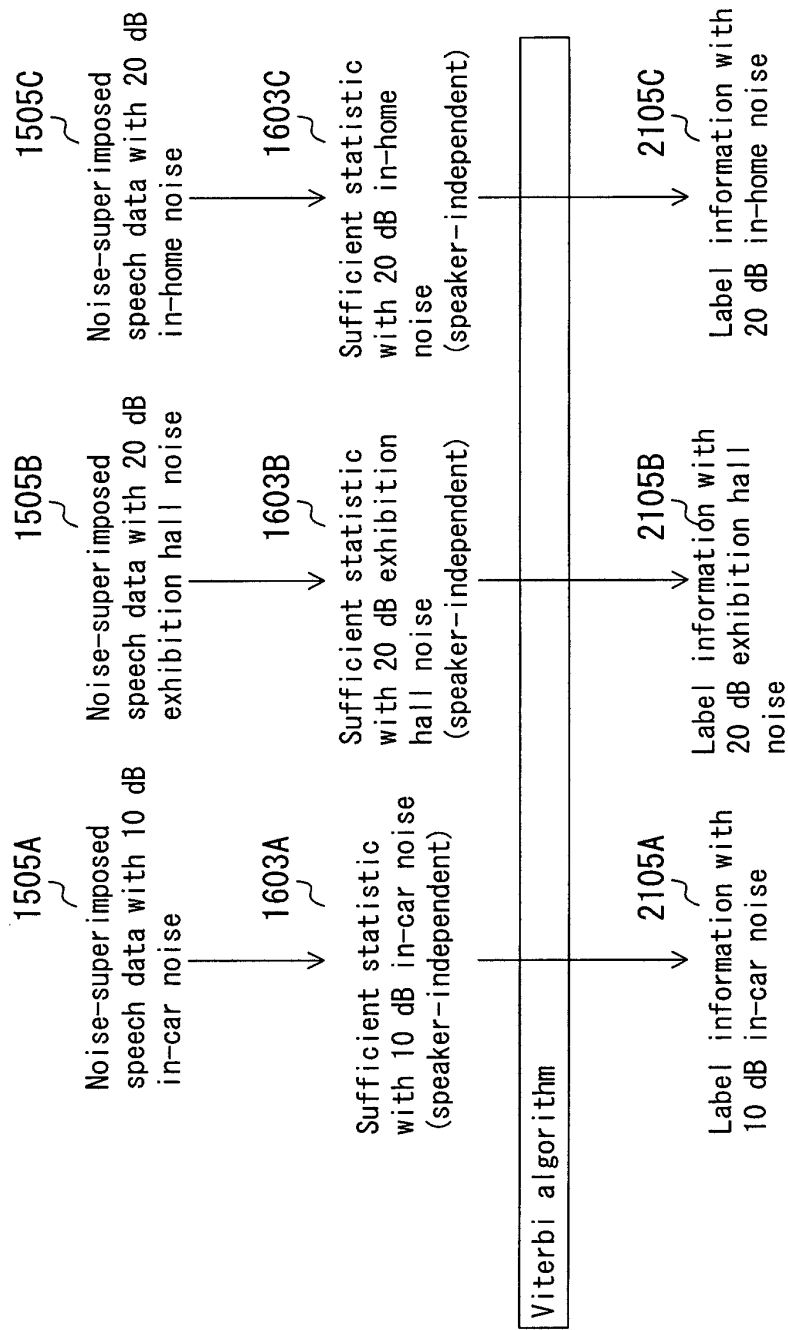 1505A
Noise-superimposed
speech data with 10 dB
in-car noise
1505B
Noise-superimposed
speech data with 20 dB
exhibition hall noise
1505C
Noise-superimposed
speech data with 20 dB
in-home noise
1603A
Sufficient statistic
with 10 dB in-car noise
(speaker-independent)
1603B
Sufficient statistic
with 20 dB exhibition
hall noise
(speaker-independent)
1603C
Sufficient statistic
with 20 dB in-home
noise
(speaker-independent)
Viterbi algorithm
2105A
Label information with
10 dB in-car noise
2105B
Label information with
20 dB exhibition hall
noise
2105C
Label information with
20 dB in-home noise